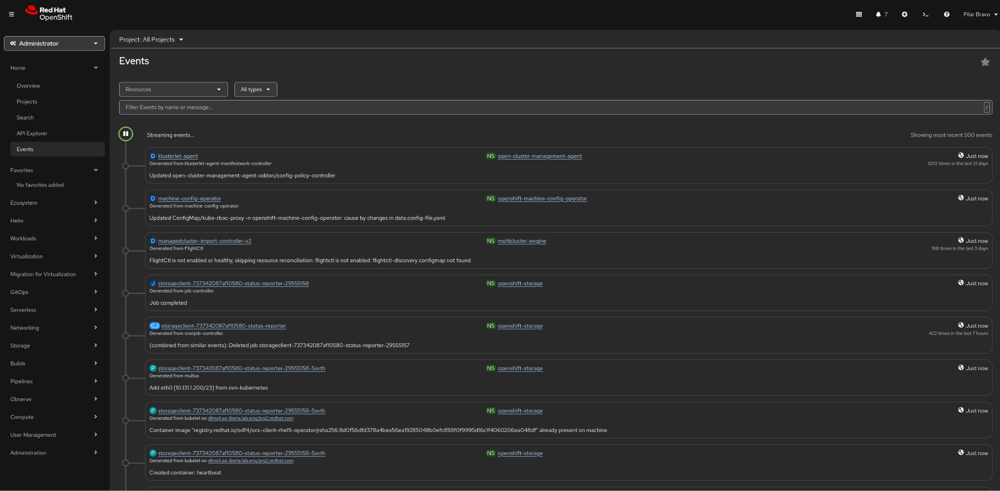 Red Hat
OpenShift
7
Pilar Bravo
Administrator
Home
Overview
Projects
Search
API Explorer
Events
Favorites
No favorites added
Ecosystem
Helm
Workloads
Virtualization
Migration for Virtualization
GitOps
Serverless
Networking
Storage
Builds
Pipelines
Observe
Compute
User Management
Administration
Project: All Projects
Events
Resources
All types
Filter Events by name or message...
/
Streaming events...
Showing most recent 500 events
D klusterlet-agent NS open-cluster-management-agent Just now
Generated from klusterlet-agent-manifestwork-controller 6212 times in the last 21 days
Updated open-cluster-management-agent-addon/config-policy-controller
D machine-config-operator NS openshift-machine-config-operator Just now
Generated from machine-config-operator
Updated ConfigMap/kube-rbac-proxy -n openshift-machine-config-operator: cause by changes in data.config-file.yaml
D managedcluster-import-controller-v2 NS multicluster-engine Just now
Generated from FlightCtl 916 times in the last 3 days
FlightCtl is not enabled or healthy, skipping resource reconciliation: flightctl is not enabled: flightctl-discovery configmap not found
J storageclient-737342087af10580-status-reporter-29555158 NS openshift-storage Just now
Generated from job-controller
Job completed
CJ storageclient-737342087af10580-status-reporter NS openshift-storage Just now
Generated from cronjob-controller 422 times in the last 7 hours
(combined from similar events): Deleted job storageclient-737342087af10580-status-reporter-29555157
P storageclient-737342087af10580-status-reporter-29555158-5svth NS openshift-storage Just now
Generated from multus
Add eth0 [10.131.1.200/23] from ovn-kubernetes
P storageclient-737342087af10580-status-reporter-29555158-5svth NS openshift-storage Just now
Generated from kubelet on dlms4.sa-iberia.lab.eng.brq2.redhat.com
Container image "registry.redhat.io/odf4/ocs-client-rhel9-operator@sha256:8d0f56dfd378a4bea56ea19285048b0efc859f0f9995d16c1f4060206ea048df" already present on machine
P storageclient-737342087af10580-status-reporter-29555158-5svth NS openshift-storage Just now
Generated from kubelet on dlms4.sa-iberia.lab.eng.brq2.redhat.com
Created container: heartbeat